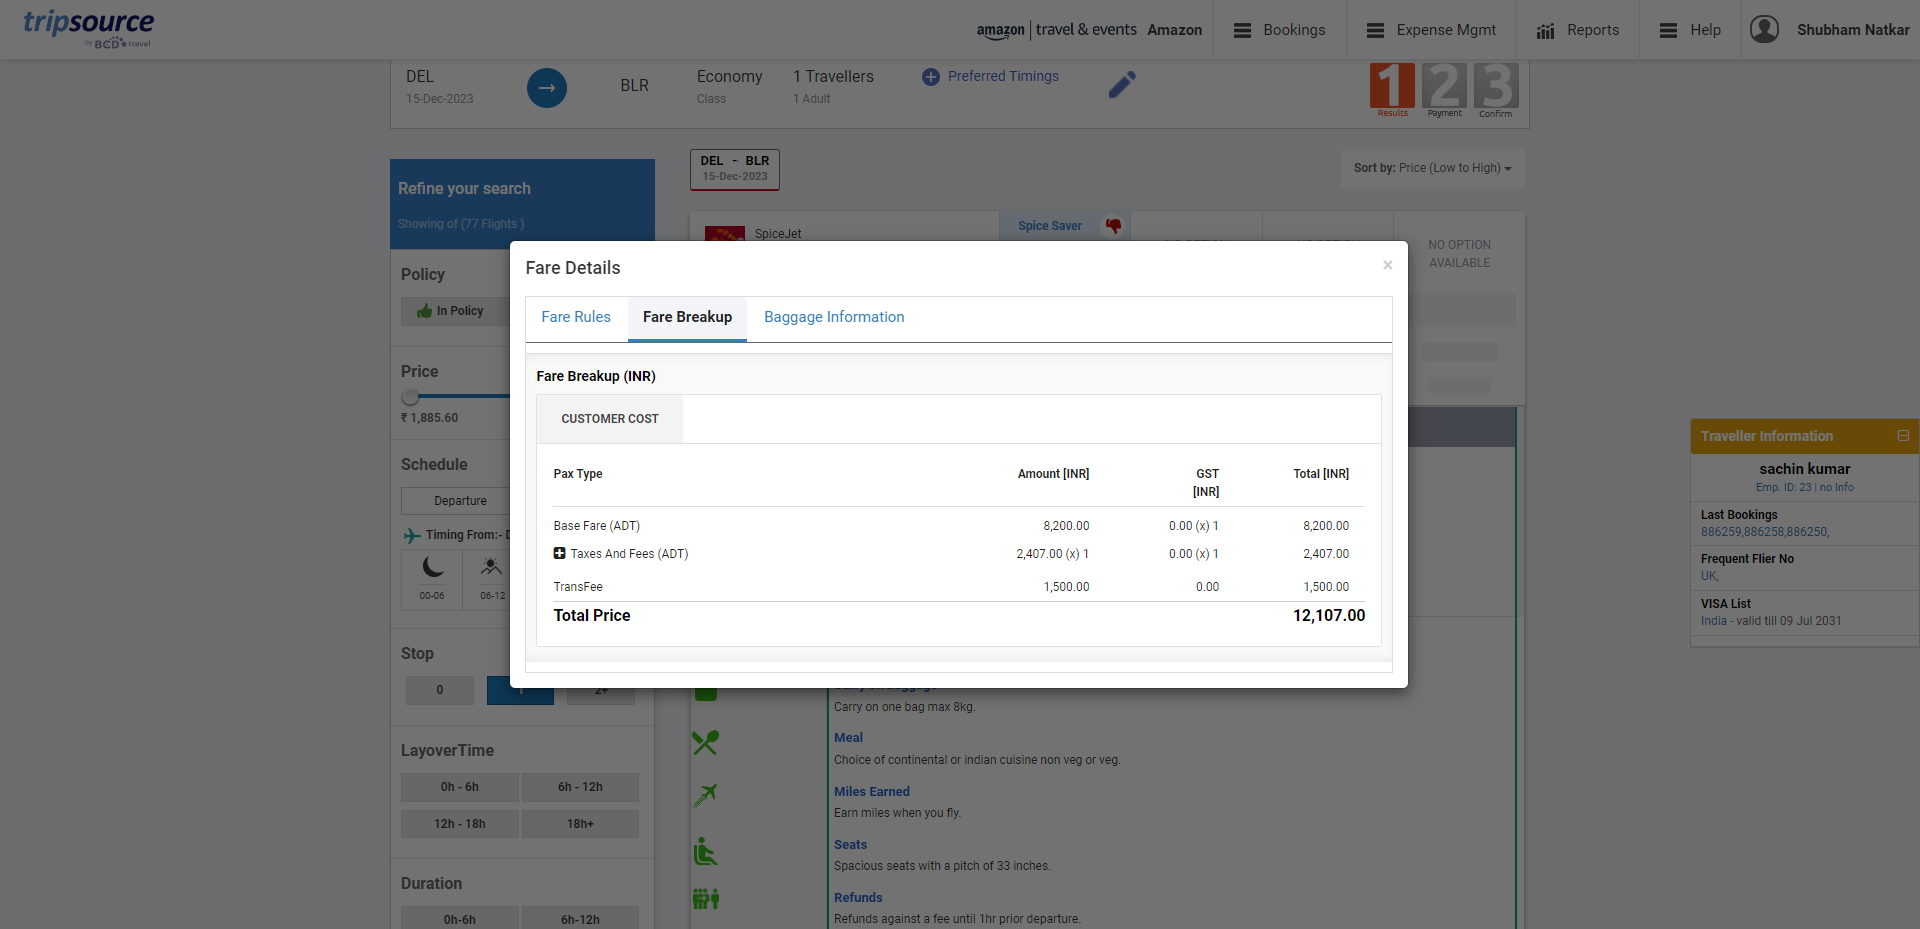 tripsource
by BCD travel
amazon | travel & events Amazon
Bookings
Expense Mgmt
Reports
Help
Shubham Natkar
DEL
15-Dec-2023
BLR
Economy
Class
1 Travellers
1 Adult
Preferred Timings
1 2 3
Results Payment Confirm
DEL - BLR
15-Dec-2023
Sort by: Price (Low to High)
Refine your search
Showing of (77 Flights )
SpiceJet
Spice Saver
NO OPTION
AVAILABLE
Policy
In Policy
Price
₹ 1,885.60
Schedule
Departure
Timing From:-
00-06
06-12
Stop
0
1
2+
LayoverTime
0h - 6h
6h - 12h
12h - 18h
18h+
Duration
0h-6h
6h-12h
Fare Details
×
Fare Rules
Fare Breakup
Baggage Information
Fare Breakup (INR)
CUSTOMER COST
Pax Type Amount [INR] GST [INR] Total [INR]
Base Fare (ADT) 8,200.00 0.00 (x) 1 8,200.00
Taxes And Fees (ADT) 2,407.00 (x) 1 0.00 (x) 1 2,407.00
TransFee 1,500.00 0.00 1,500.00
Total Price 12,107.00
Carry on one bag max 8kg.
Meal
Choice of continental or indian cuisine non veg or veg.
Miles Earned
Earn miles when you fly.
Seats
Spacious seats with a pitch of 33 inches.
Refunds
Refunds against a fee until 1hr prior departure.
Traveller Information
sachin kumar
Emp. ID: 23 | no Info
Last Bookings
886259,886258,886250,
Frequent Flier No
UK,
VISA List
India - valid till 09 Jul 2031